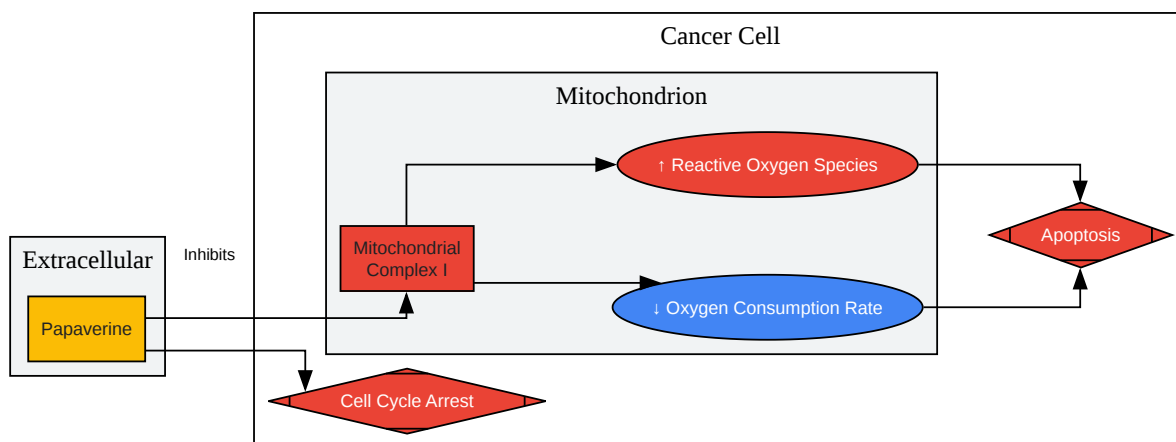 Cancer Cell
Mitochondrion
↑ Reactive Oxygen Species
Mitochondrial
Complex I
Apoptosis
Extracellular
Inhibits
Papaverine
↓ Oxygen Consumption Rate
Cell Cycle Arrest